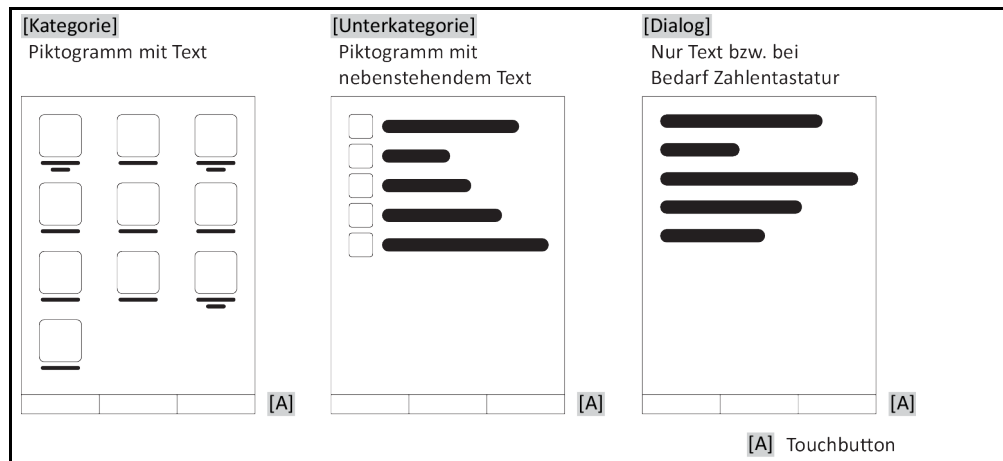 [Kategorie]
Piktogramm mit Text
[Unterkategorie]
Piktogramm mit
nebenstehendem Text
[Dialog]
Nur Text bzw. bei
Bedarf Zahlentastatur
[A]
[A]
[A]
[A] Touchbutton